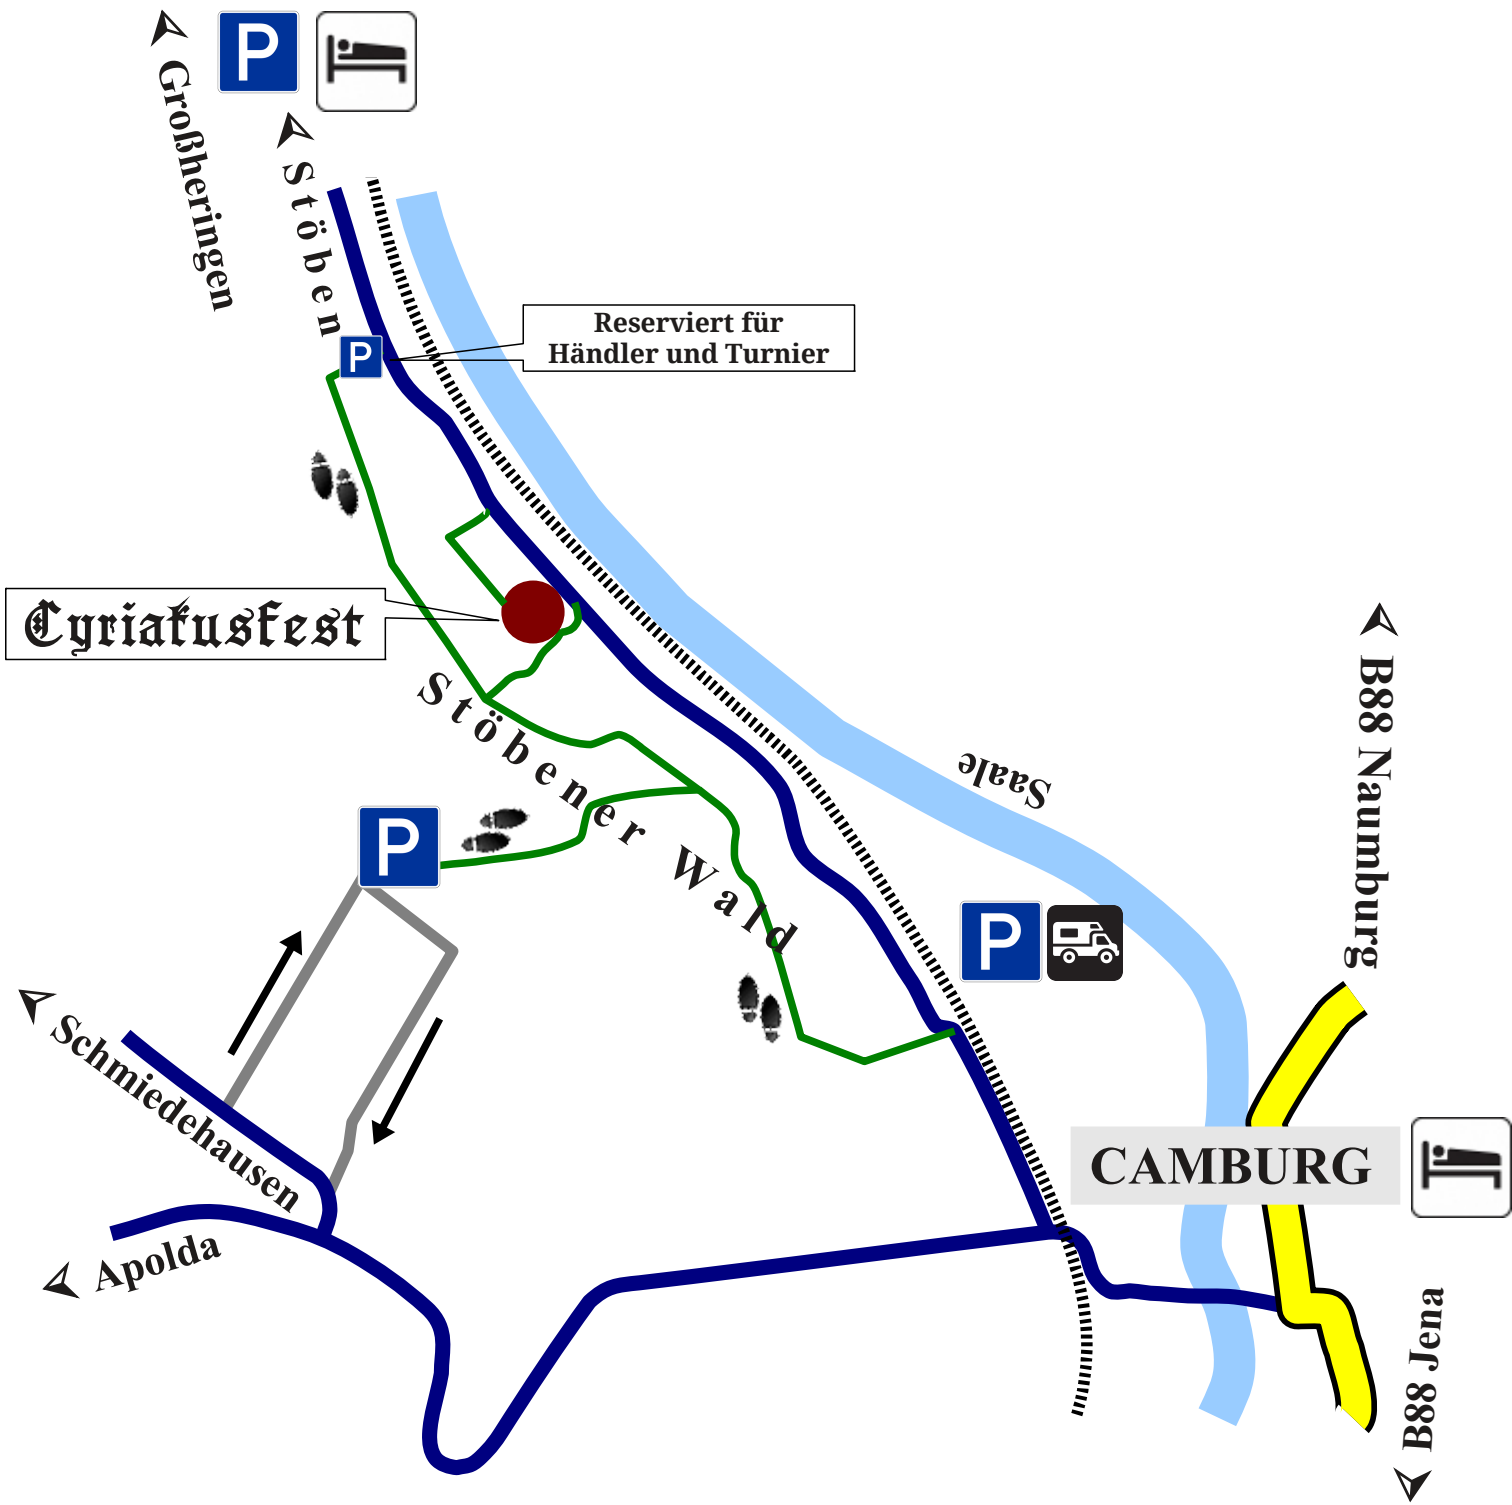 P
Großheringen
Stöben
Reserviert für
Händler und Turnier
P
Cyriakusfest
Stöbener Wald
Saale
B88 Naumburg
P
P
Schmiedehausen
CAMBURG
Apolda
B88 Jena